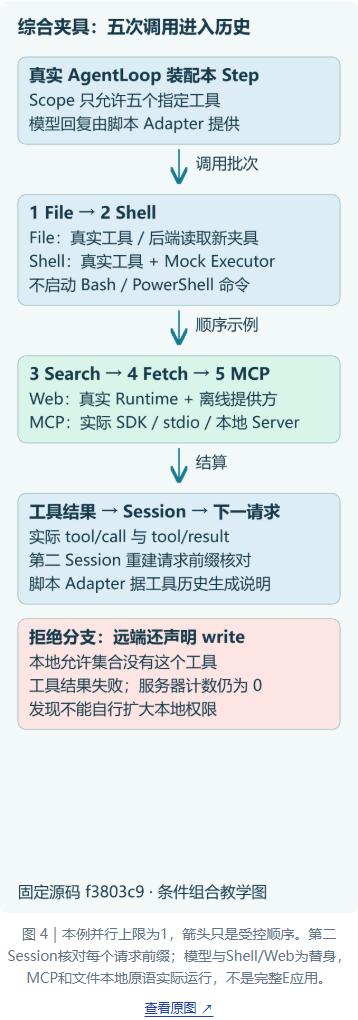 综合夹具：五次调用进入历史
真实 AgentLoop 装配本 Step
Scope 只允许五个指定工具
模型回复由脚本 Adapter 提供
调用批次
1 File → 2 Shell
File：真实工具 / 后端读取新夹具
Shell：真实工具 + Mock Executor
不启动 Bash / PowerShell 命令
顺序示例
3 Search → 4 Fetch → 5 MCP
Web：真实 Runtime + 离线提供方
MCP：实际 SDK / stdio / 本地 Server
结算
工具结果 → Session → 下一请求
实际 tool/call 与 tool/result
第二 Session 重建请求前缀核对
脚本 Adapter 据工具历史生成说明
拒绝分支：远端还声明 write
本地允许集合没有这个工具
工具结果失败；服务器计数仍为 0
发现不能自行扩大本地权限
固定源码 f3803c9 · 条件组合教学图
图 4｜本例并行上限为1，箭头只是受控顺序。第二
Session核对每个请求前缀；模型与Shell/Web为替身，
MCP和文件本地原语实际运行，不是完整E应用。
查看原图 ↗